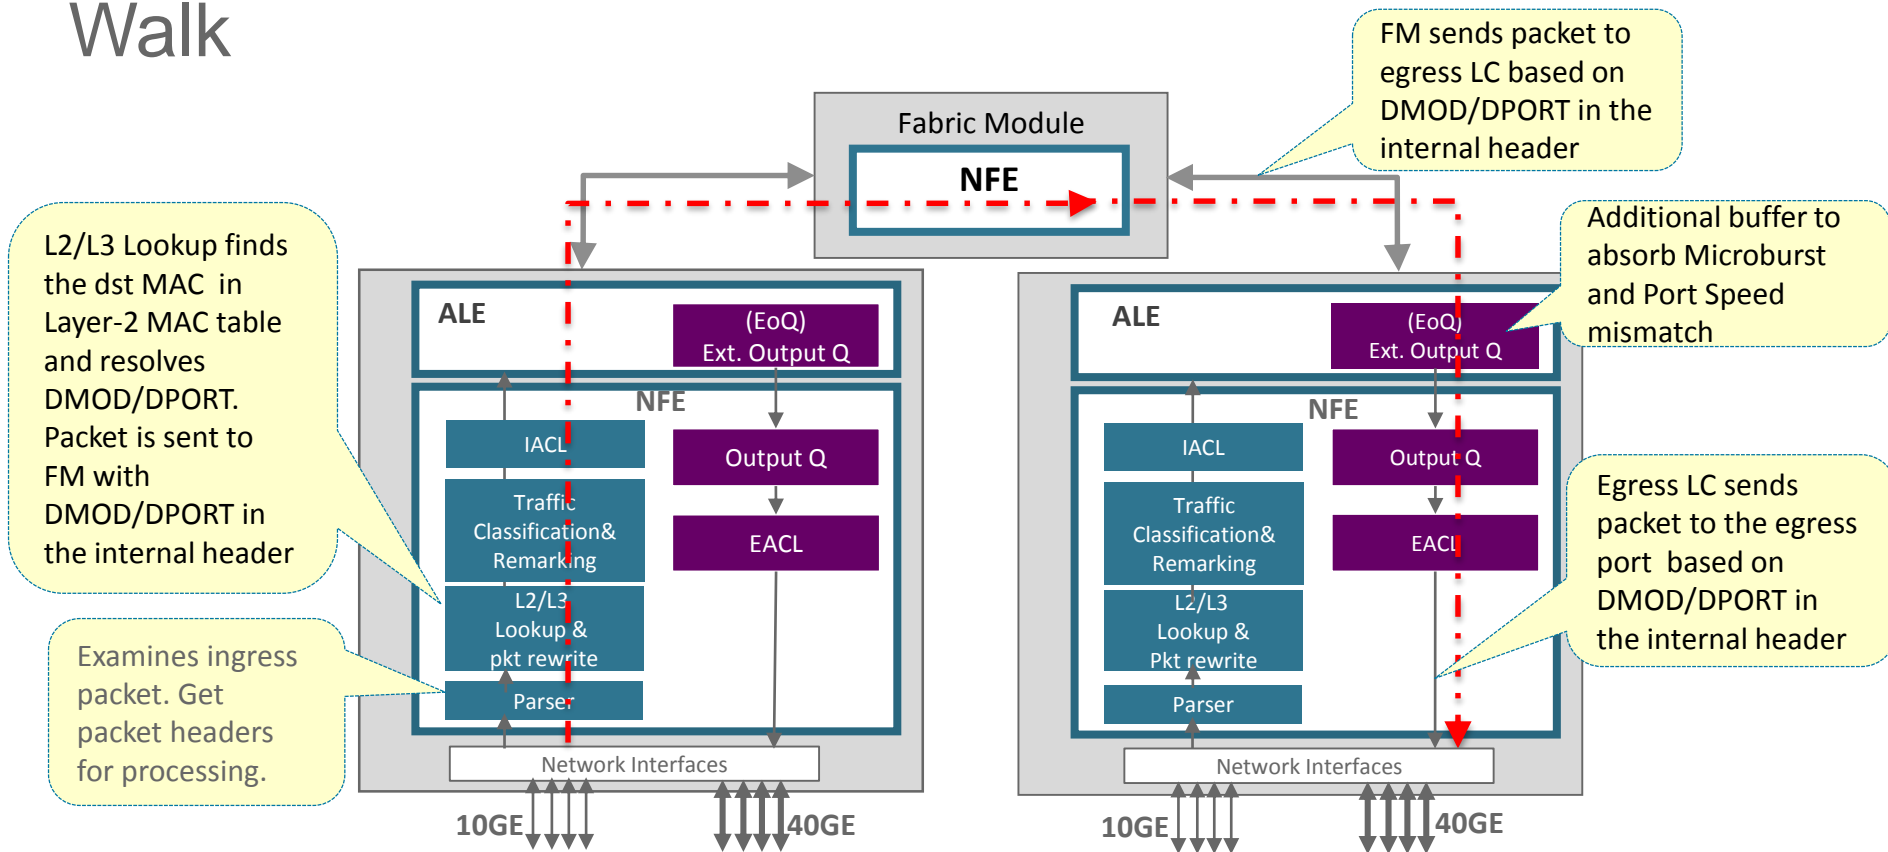 Walk
FM sends packet to
egress LC based on
DMOD/DPORT in the
internal header
Fabric Module
NFE
L2/L3 Lookup finds
the dst MAC in
Layer-2 MAC table
and resolves
DMOD/DPORT.
Packet is sent to
FM with
DMOD/DPORT in
the internal header
Additional buffer to
absorb Microburst
and Port Speed
mismatch
ALE
(EoQ)
Ext. Output Q
NFE
IACL
Output Q
Traffic
Classification&
Remarking
EACL
L2/L3
Lookup &
pkt rewrite
Parser
Network Interfaces
10GE
40GE
Examines ingress
packet. Get
packet headers
for processing.
ALE
(EoQ)
Ext. Output Q
NFE
IACL
Output Q
Traffic
Classification&
Remarking
EACL
L2/L3
Lookup &
Pkt rewrite
Parser
Network Interfaces
10GE
40GE
Egress LC sends
packet to the egress
port based on
DMOD/DPORT in
the internal header